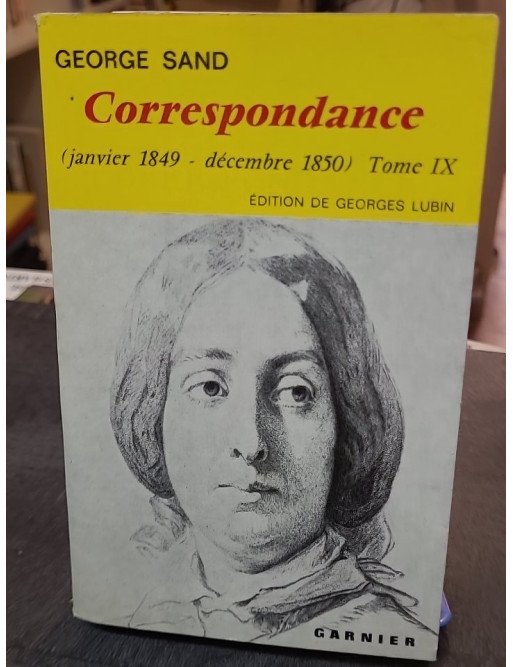 GEORGE SAND
Correspondance
(janvier 1849 - décembre 1850) Tome IX
ÉDITION DE GEORGES LUBIN
GARNIER